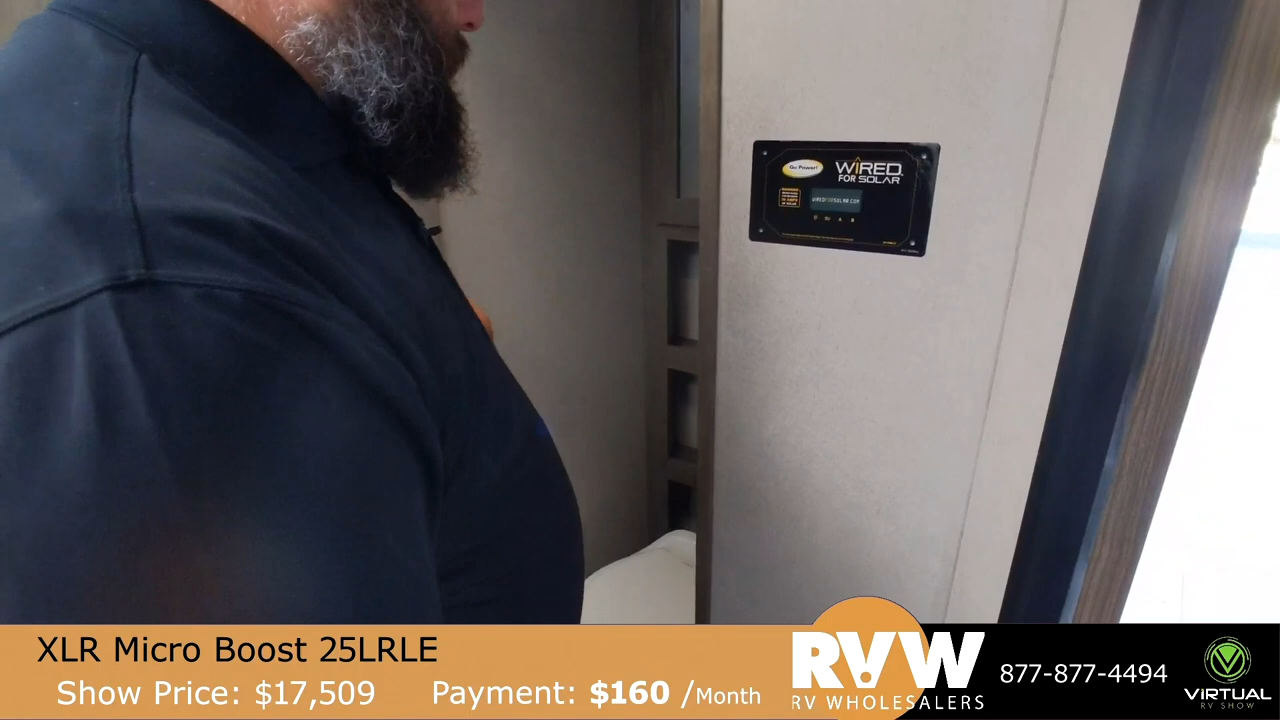 Go Power!
WiRED
FOR SOLAR
WIREDFORSOLAR.COM
XLR Micro Boost 25LRLE
Show Price: $17,509 Payment: $160 /Month
RVW
RV WHOLESALERS
877-877-4494
VIRTUAL
RV SHOW